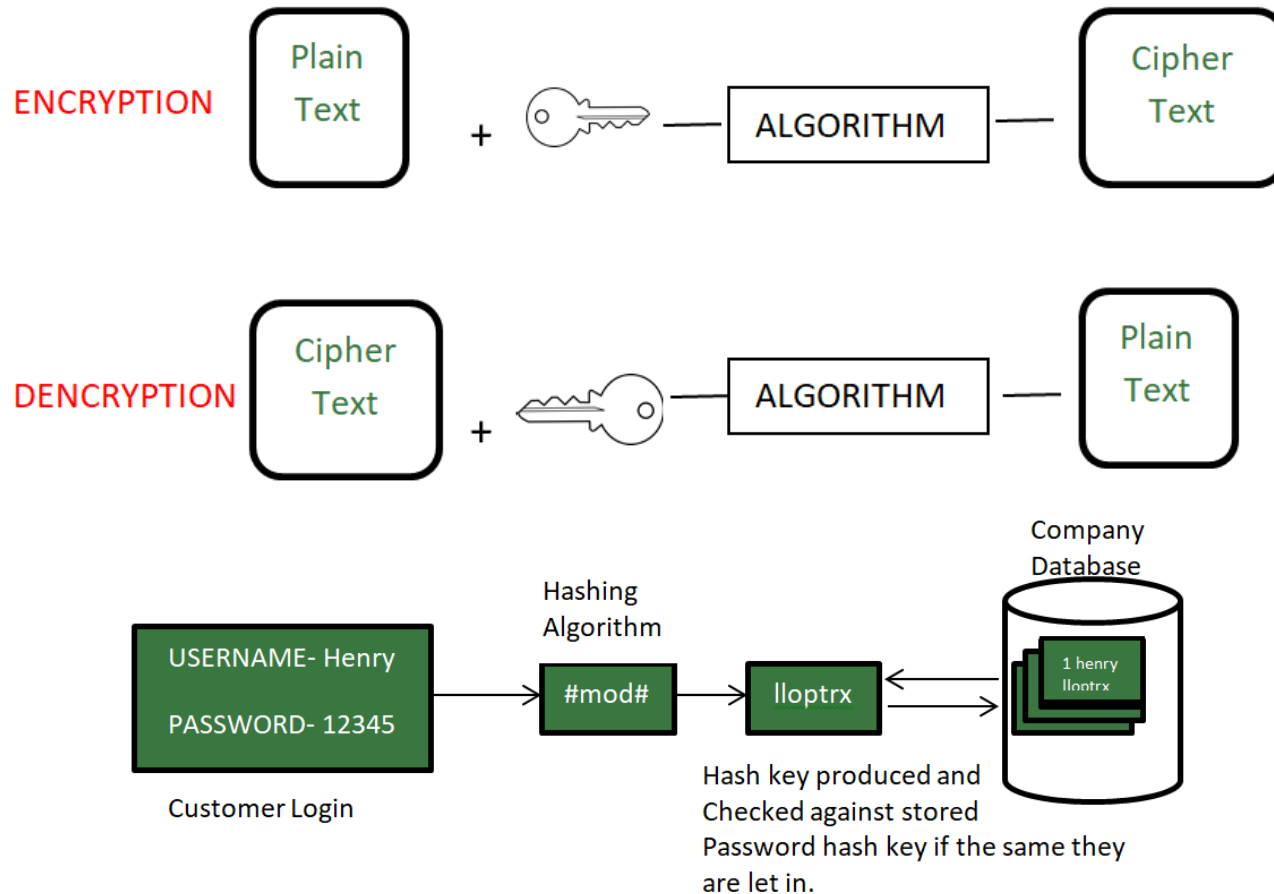 ENCRYPTION
Plain
Text
+
ALGORITHM
Cipher
Text
DENCRYPTION
Cipher
Text
+
ALGORITHM
Plain
Text
Company
Database
Hashing
Algorithm
USERNAME- Henry
PASSWORD- 12345
#mod#
lloptrx
1 henry
lloptrx
Customer Login
Hash key produced and
Checked against stored
Password hash key if the same they
are let in.